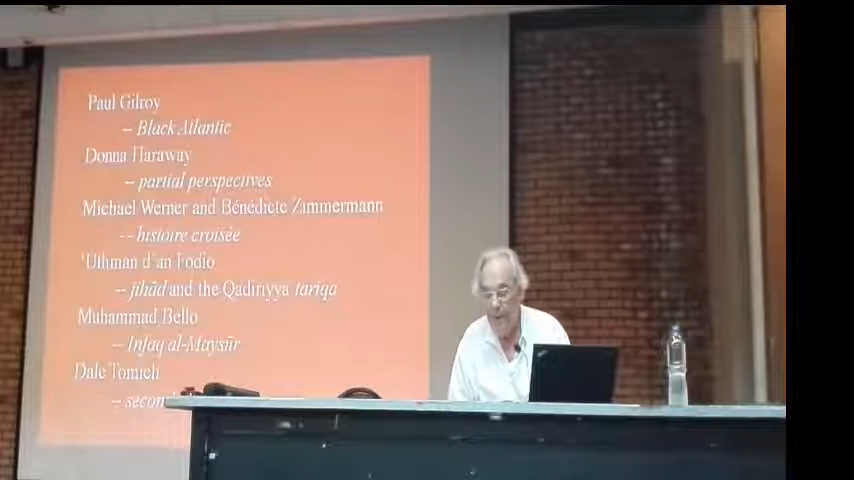 Paul Gilroy
– Black Atlantic
Donna Haraway
– partial perspectives
Michael Werner and Bénédicte Zimmermann
– histoire croisée
'Uthman d'an Fodio
– jihād and the Qadiriyya tariqa
Muhammad Bello
– Infaq al-Maysūr
Dale Tomich
– secon